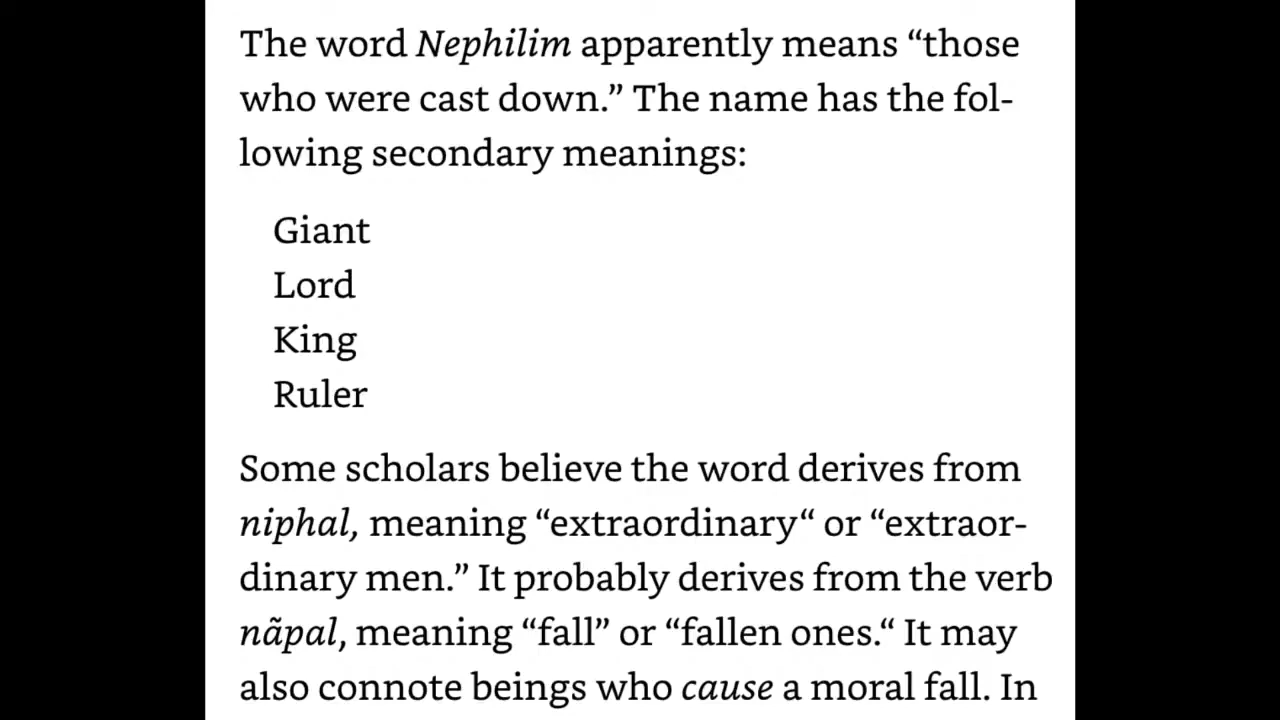 The word Nephilim apparently means “those
who were cast down.” The name has the fol-
lowing secondary meanings:
Giant
Lord
King
Ruler
Some scholars believe the word derives from
niphal, meaning “extraordinary“ or “extraor-
dinary men.” It probably derives from the verb
nãpal, meaning “fall” or “fallen ones.“ It may
also connote beings who cause a moral fall. In